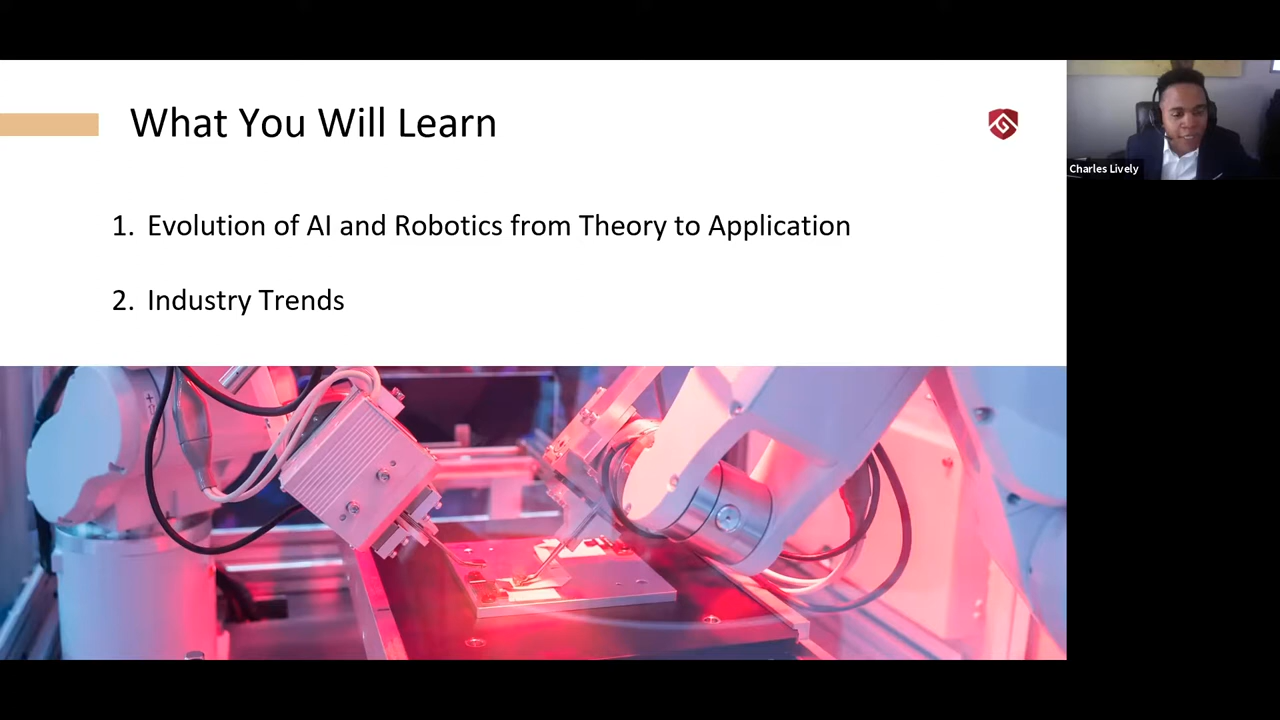 What You Will Learn
1. Evolution of AI and Robotics from Theory to Application
2. Industry Trends
Charles Lively